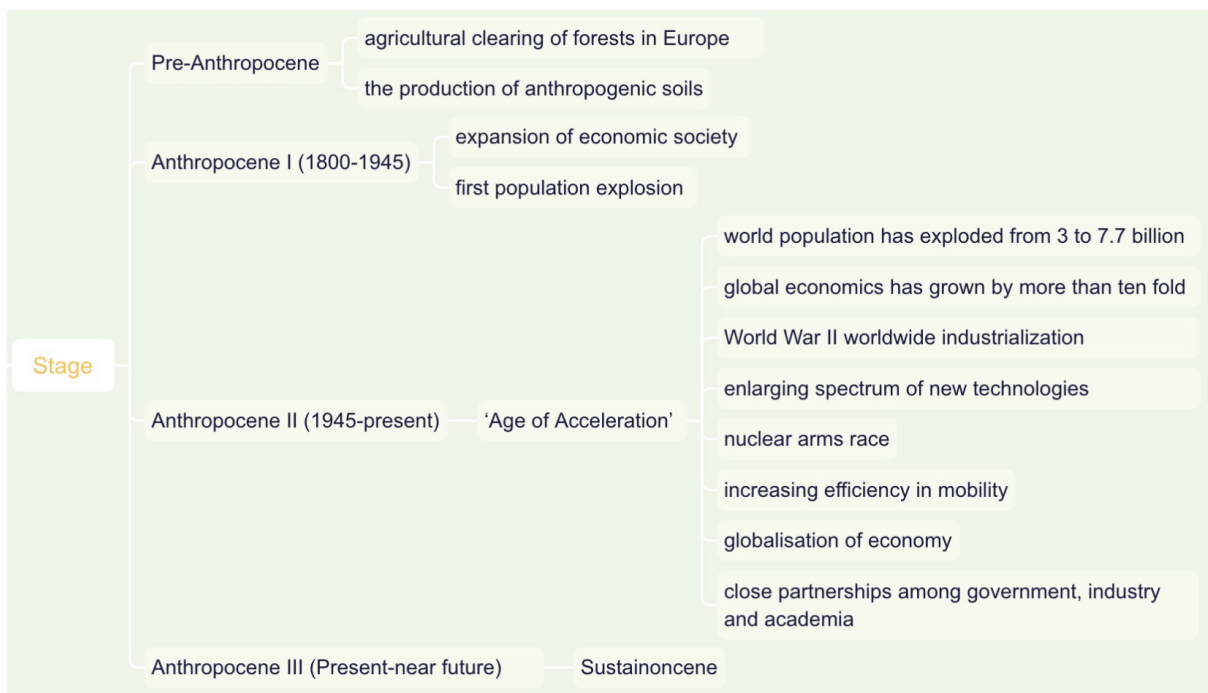 Stage
Pre-Anthropocene
agricultural clearing of forests in Europe
the production of anthropogenic soils
Anthropocene I (1800-1945)
expansion of economic society
first population explosion
Anthropocene II (1945-present)
‘Age of Acceleration’
world population has exploded from 3 to 7.7 billion
global economics has grown by more than ten fold
World War II worldwide industrialization
enlarging spectrum of new technologies
nuclear arms race
increasing efficiency in mobility
globalisation of economy
close partnerships among government, industry
and academia
Anthropocene III (Present-near future)
Sustainoncene